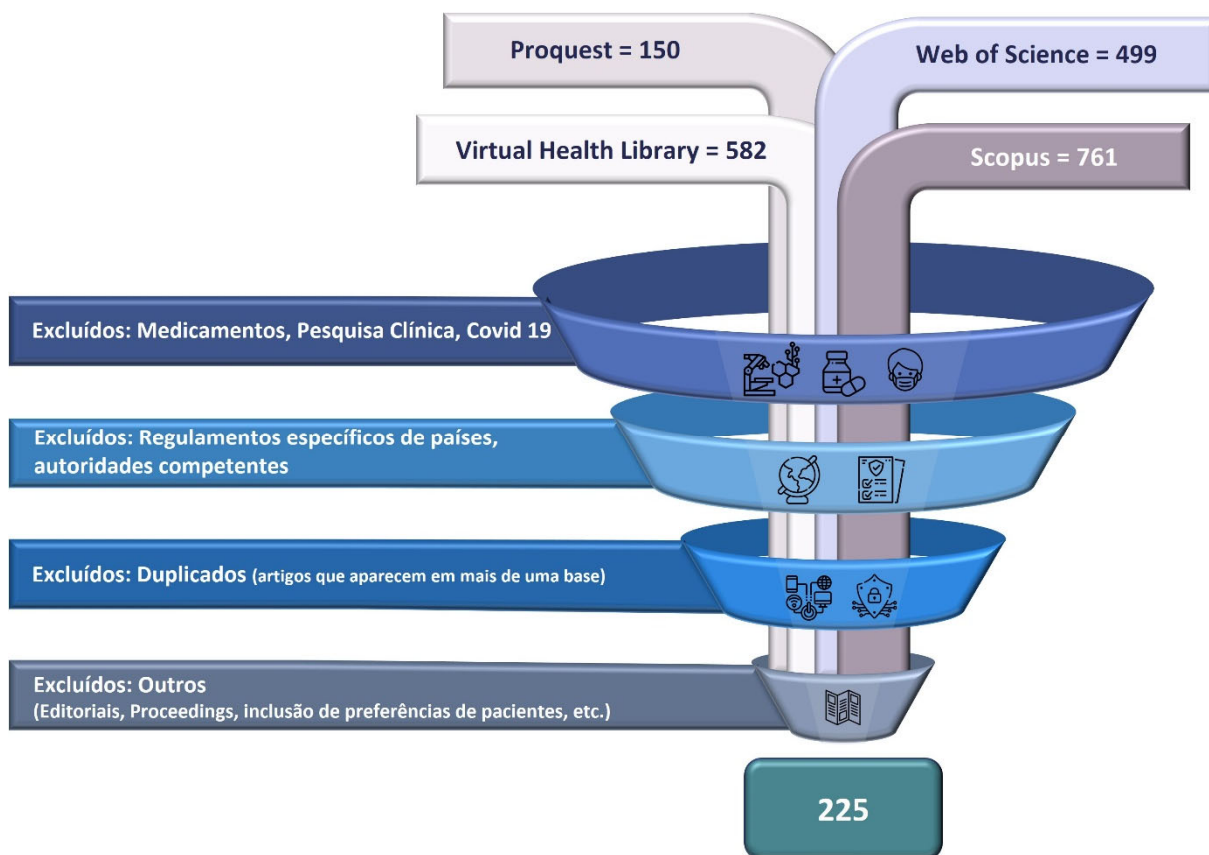 Proquest = 150
Web of Science = 499
Virtual Health Library = 582
Scopus = 761
Excluídos: Medicamentos, Pesquisa Clínica, Covid 19
Excluídos: Regulamentos específicos de países,
autoridades competentes
Excluídos: Duplicados (artigos que aparecem em mais de uma base)
Excluídos: Outros
(Editoriais, Proceedings, inclusão de preferências de pacientes, etc.)
225